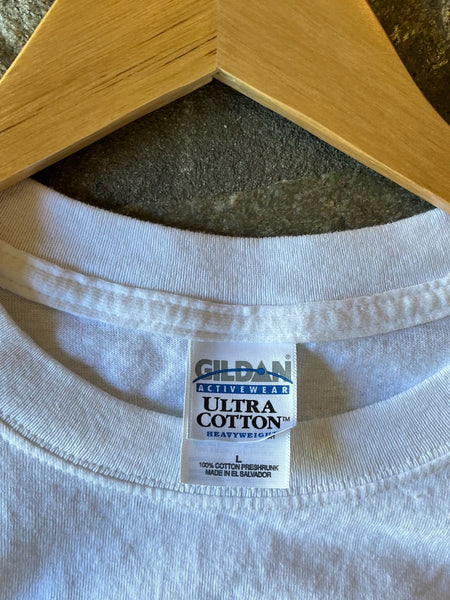 GILDAN®
ACTIVEWEAR
ULTRA
COTTON™
HEAVYWEIGHT
L
100% COTTON PRESHRUNK
MADE IN EL SALVADOR